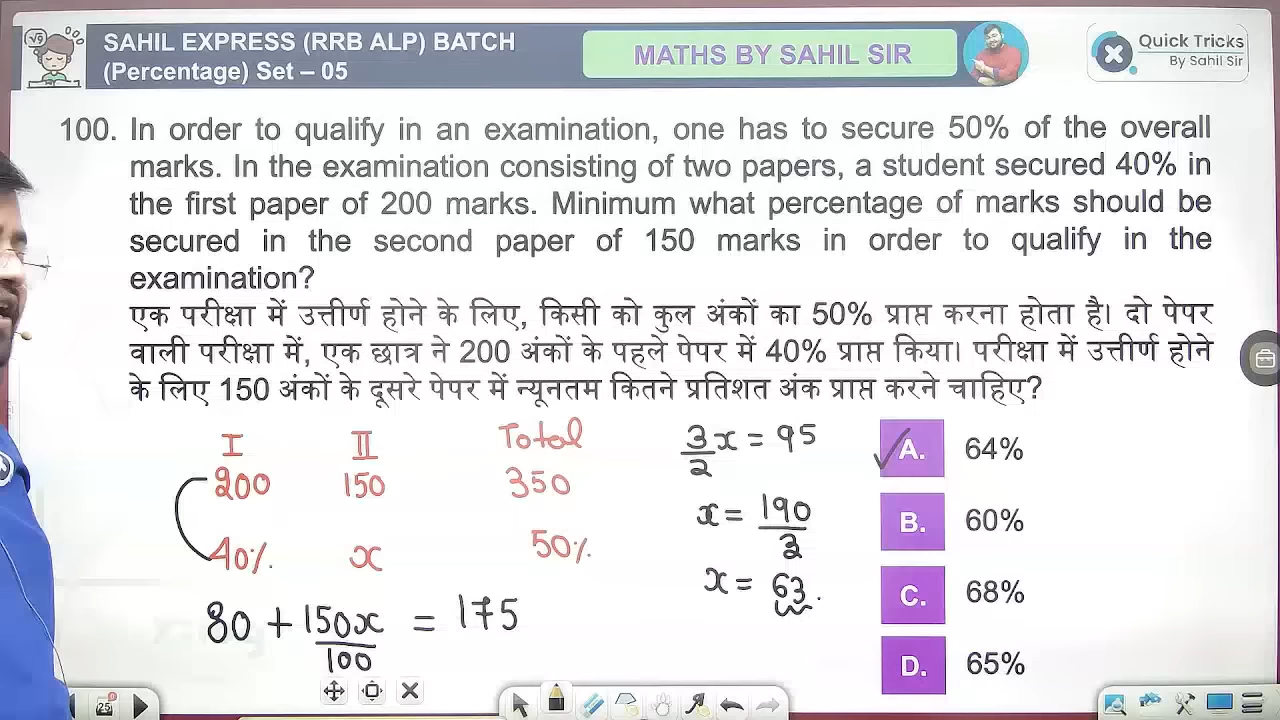 SAHIL EXPRESS (RRB ALP) BATCH
(Percentage) Set – 05
MATHS BY SAHIL SIR
Quick Tricks
By Sahil Sir
100. In order to qualify in an examination, one has to secure 50% of the overall
marks. In the examination consisting of two papers, a student secured 40% in
the first paper of 200 marks. Minimum what percentage of marks should be
secured in the second paper of 150 marks in order to qualify in the
examination?
एक परीक्षा में उत्तीर्ण होने के लिए, किसी को कुल अंकों का 50% प्राप्त करना होता है। दो पेपर
वाली परीक्षा में, एक छात्र ने 200 अंकों के पहले पेपर में 40% प्राप्त किया। परीक्षा में उत्तीर्ण होने
के लिए 150 अंकों के दूसरे पेपर में न्यूनतम कितने प्रतिशत अंक प्राप्त करने चाहिए?
I II Total
200 150 350
40% x 50%
80 + 150x/100 = 175
3/2 x = 95
x = 190/3
x = 63.
A. 64%
B. 60%
C. 68%
D. 65%
25